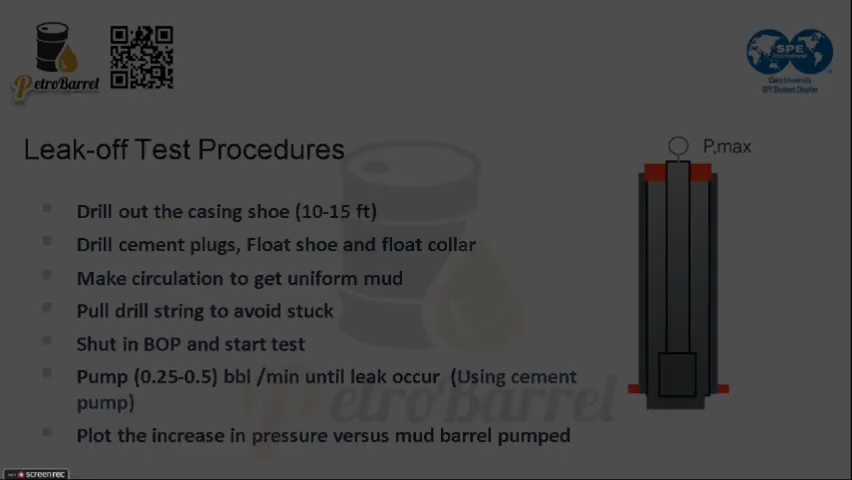 PetroBarrel
SPE
International
Cairo University
SPE Student Chapter
Leak-off Test Procedures
P,max
Drill out the casing shoe (10-15 ft)
Drill cement plugs, Float shoe and float collar
Make circulation to get uniform mud
Pull drill string to avoid stuck
Shut in BOP and start test
Pump (0.25-0.5) bbl /min until leak occur (Using cement
pump)
PetroBarrel
Plot the increase in pressure versus mud barrel pumped
screenrec